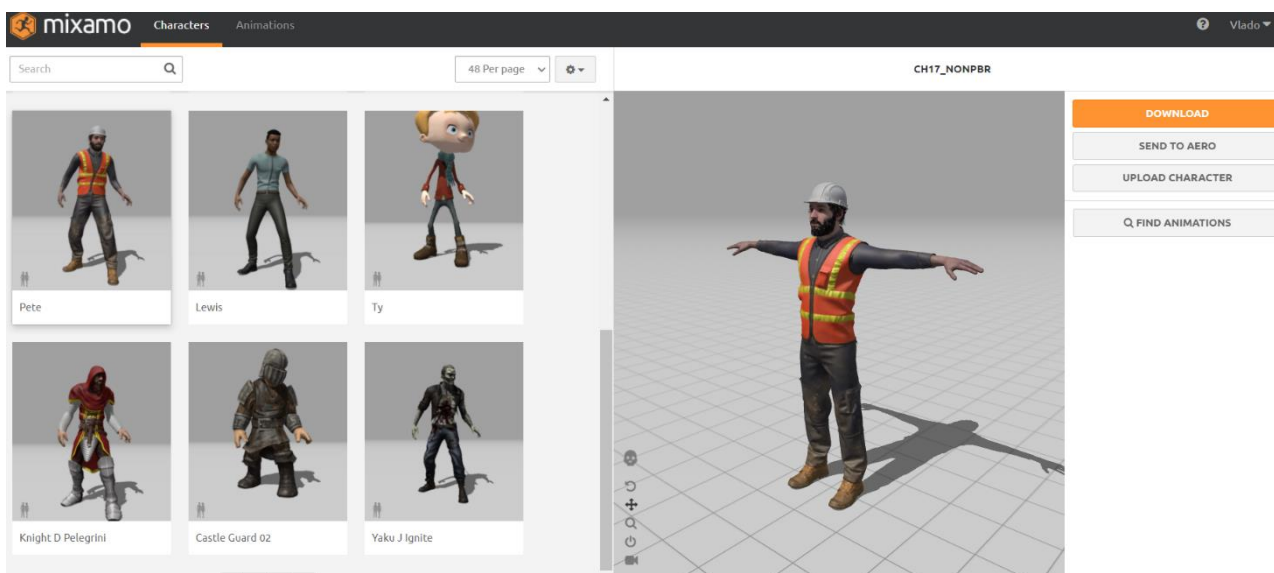 mixamo Characters Animations Vlado
Search 48 Per page CH17_NONPBR
DOWNLOAD
SEND TO AERO
UPLOAD CHARACTER
FIND ANIMATIONS
Pete Lewis Ty
Knight D Pelegrini Castle Guard 02 Yaku J Ignite